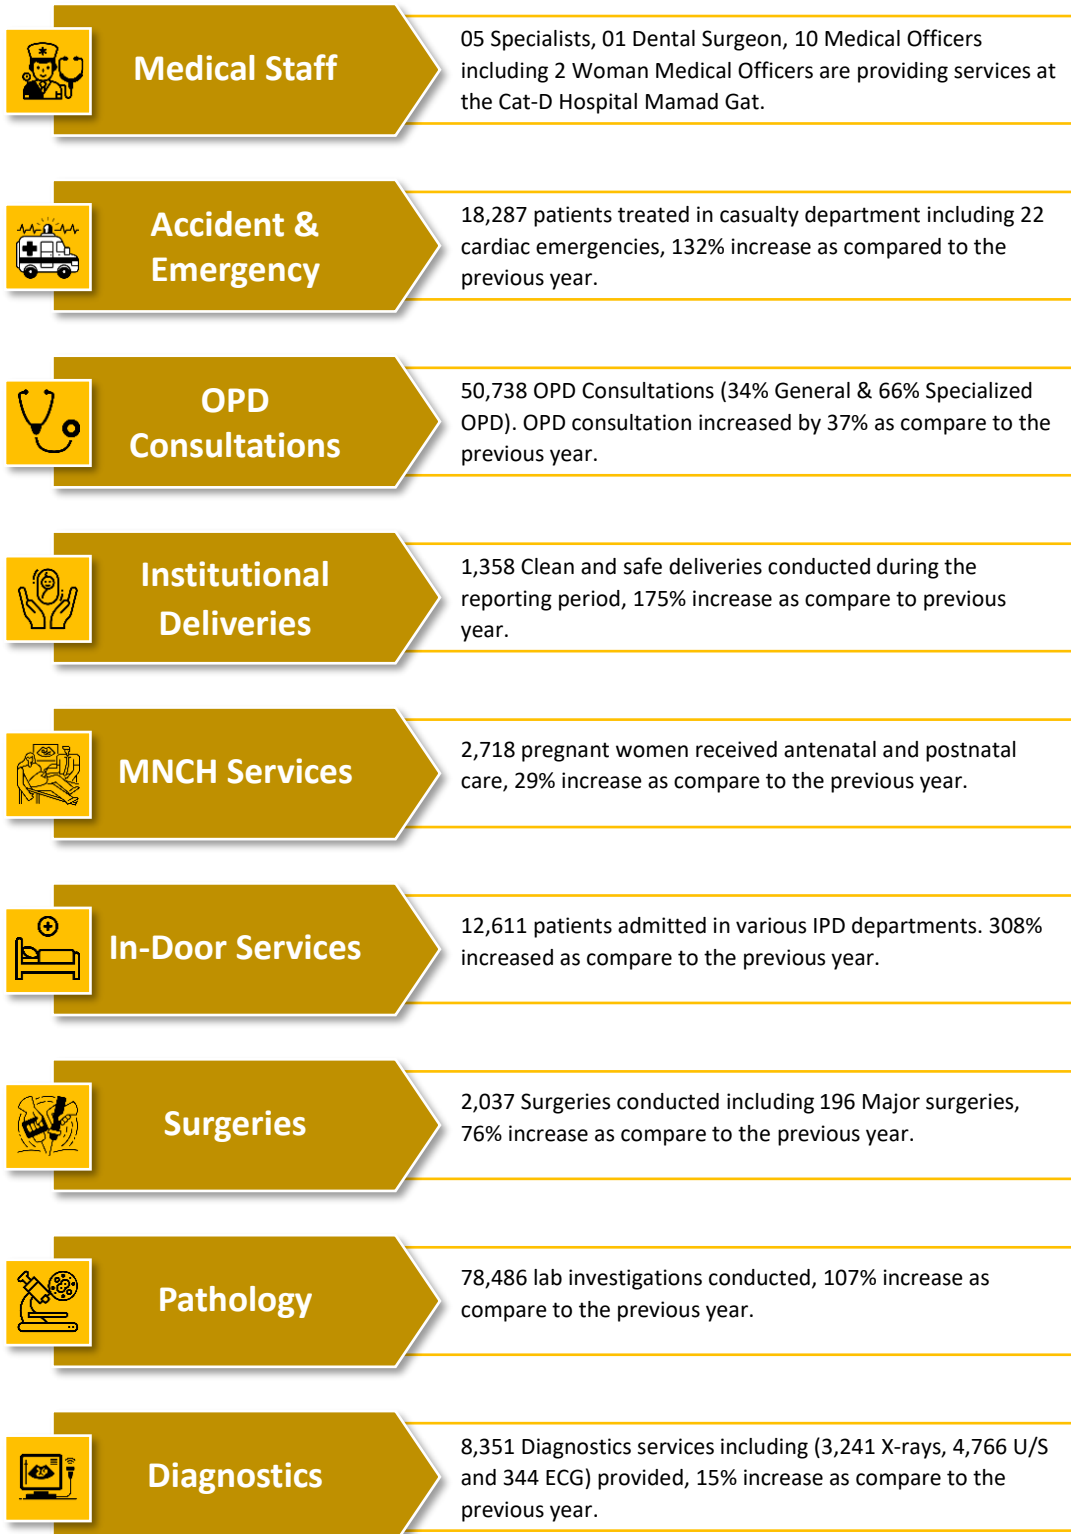 Medical Staff
05 Specialists, 01 Dental Surgeon, 10 Medical Officers
including 2 Woman Medical Officers are providing services at
the Cat-D Hospital Mamad Gat.
Accident &
Emergency
18,287 patients treated in casualty department including 22
cardiac emergencies, 132% increase as compared to the
previous year.
OPD
Consultations
50,738 OPD Consultations (34% General & 66% Specialized
OPD). OPD consultation increased by 37% as compare to the
previous year.
Institutional
Deliveries
1,358 Clean and safe deliveries conducted during the
reporting period, 175% increase as compare to previous
year.
MNCH Services
2,718 pregnant women received antenatal and postnatal
care, 29% increase as compare to the previous year.
In-Door Services
12,611 patients admitted in various IPD departments. 308%
increased as compare to the previous year.
Surgeries
2,037 Surgeries conducted including 196 Major surgeries,
76% increase as compare to the previous year.
Pathology
78,486 lab investigations conducted, 107% increase as
compare to the previous year.
Diagnostics
8,351 Diagnostics services including (3,241 X-rays, 4,766 U/S
and 344 ECG) provided, 15% increase as compare to the
previous year.